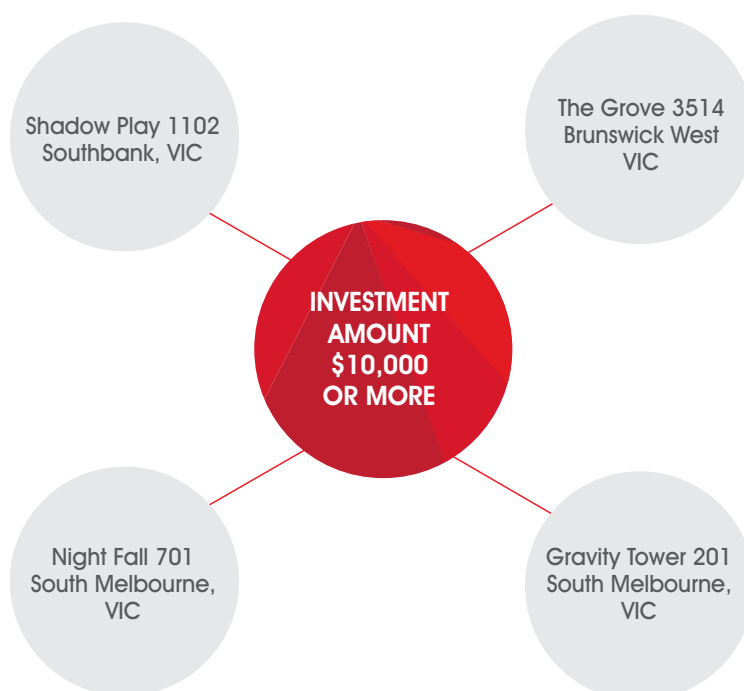 Shadow Play 1102
Southbank, VIC
The Grove 3514
Brunswick West
VIC
INVESTMENT
AMOUNT
$10,000
OR MORE
Night Fall 701
South Melbourne,
VIC
Gravity Tower 201
South Melbourne,
VIC